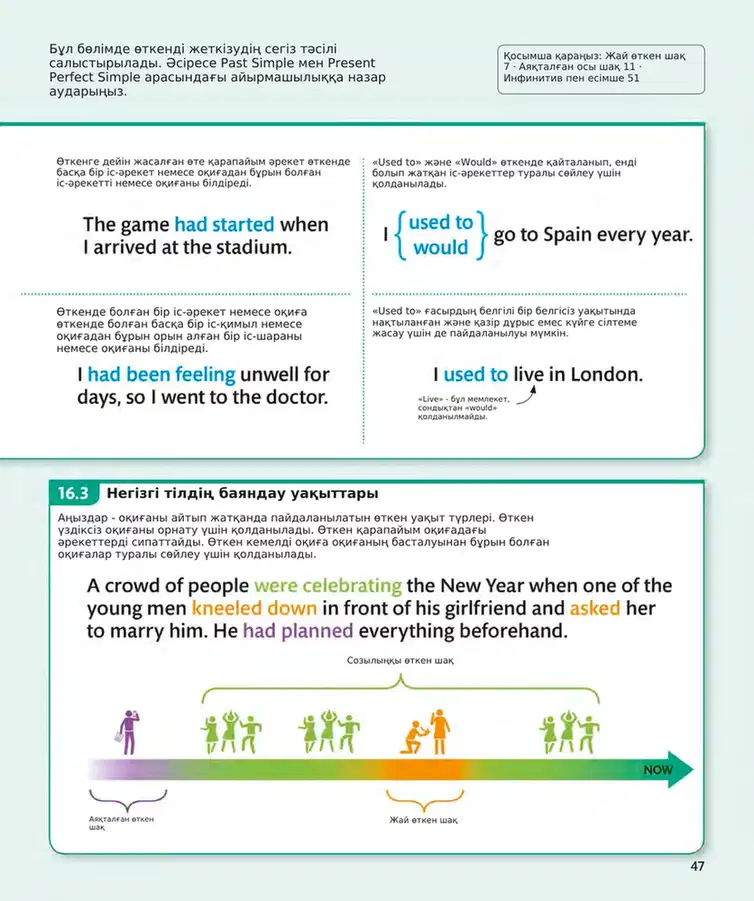 Бұл бөлімде өткенді жеткізудің сегіз тәсілі
салыстырылады. Әсіресе Past Simple мен Present
Perfect Simple арасындағы айырмашылыққа назар
аударыңыз.
Қосымша қараңыз: Жай өткен шақ
7 · Аяқталған осы шақ 11 ·
Инфинитив пен есімше 51
Өткенге дейін жасалған өте қарапайым әрекет өткенде
басқа бір іс-әрекет немесе оқиғадан бұрын болған
іс-әрекетті немесе оқиғаны білдіреді.
The game had started when
I arrived at the stadium.
«Used to» және «Would» өткенде қайталанып, енді
болып жатқан іс-әрекеттер туралы сөйлеу үшін
қолданылады.
I { used to would } go to Spain every year.
Өткенде болған бір іс-әрекет немесе оқиға
өткенде болған басқа бір іс-қимыл немесе
оқиғадан бұрын орын алған бір іс-шараны
немесе оқиғаны білдіреді.
I had been feeling unwell for
days, so I went to the doctor.
«Used to» ғасырдың белгілі бір белгісіз уақытында
нақтыланған және қазір дұрыс емес күйге сілтеме
жасау үшін де пайдаланылуы мүмкін.
I used to live in London.
«Live» - бұл мемлекет,
сондықтан «would»
қолданылмайды.
16.3 Негізгі тілдің баяндау уақыттары
Аңыздар - оқиғаны айтып жатқанда пайдаланылатын өткен уақыт түрлері. Өткен
үздіксіз оқиғаны орнату үшін қолданылады. Өткен қарапайым оқиғадағы
әрекеттерді сипаттайды. Өткен кемелді оқиға оқиғаның басталуынан бұрын болған
оқиғалар туралы сөйлеу үшін қолданылады.
A crowd of people were celebrating the New Year when one of the
young men kneeled down in front of his girlfriend and asked her
to marry him. He had planned everything beforehand.
Созылыңқы өткен шақ
NOW
Аяқталған өткен
шақ
Жай өткен шақ
47